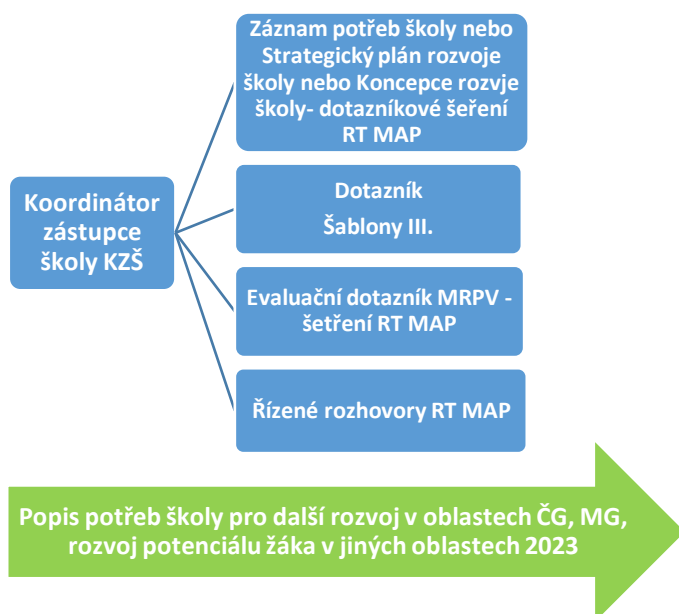 Záznam potřeb školy nebo
Strategický plán rozvoje
školy nebo Koncepce rozvje
školy- dotazníkové šeření
RT MAP
Koordinátor
zástupce
školy KZŠ
Dotazník
Šablony III.
Evaluační dotazník MRPV -
šetření RT MAP
Řízené rozhovory RT MAP
Popis potřeb školy pro další rozvoj v oblastech ČG, MG,
rozvoj potenciálu žáka v jiných oblastech 2023